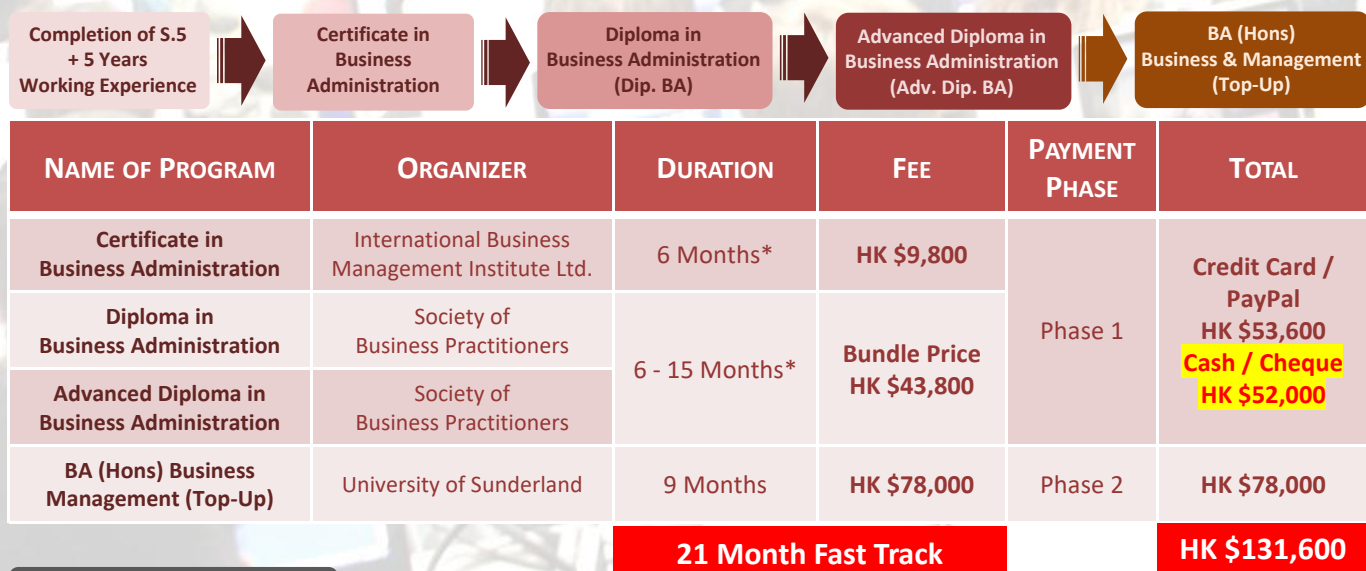 Completion of S.5
+ 5 Years
Working Experience
Certificate in
Business
Administration
Diploma in
Business Administration
(Dip. BA)
Advanced Diploma in
Business Administration
(Adv. Dip. BA)
BA (Hons)
Business & Management
(Top-Up)
NAME OF PROGRAM
ORGANIZER
DURATION
FEE
PAYMENT
PHASE
TOTAL
Certificate in
Business Administration
International Business
Management Institute Ltd.
6 Months*
HK $9,800
Phase 1
Credit Card /
PayPal
HK $53,600
Cash / Cheque
HK $52,000
Diploma in
Business Administration
Society of
Business Practitioners
6 - 15 Months*
Bundle Price
HK $43,800
Advanced Diploma in
Business Administration
Society of
Business Practitioners
BA (Hons) Business
Management (Top-Up)
University of Sunderland
9 Months
HK $78,000
Phase 2
HK $78,000
21 Month Fast Track
HK $131,600